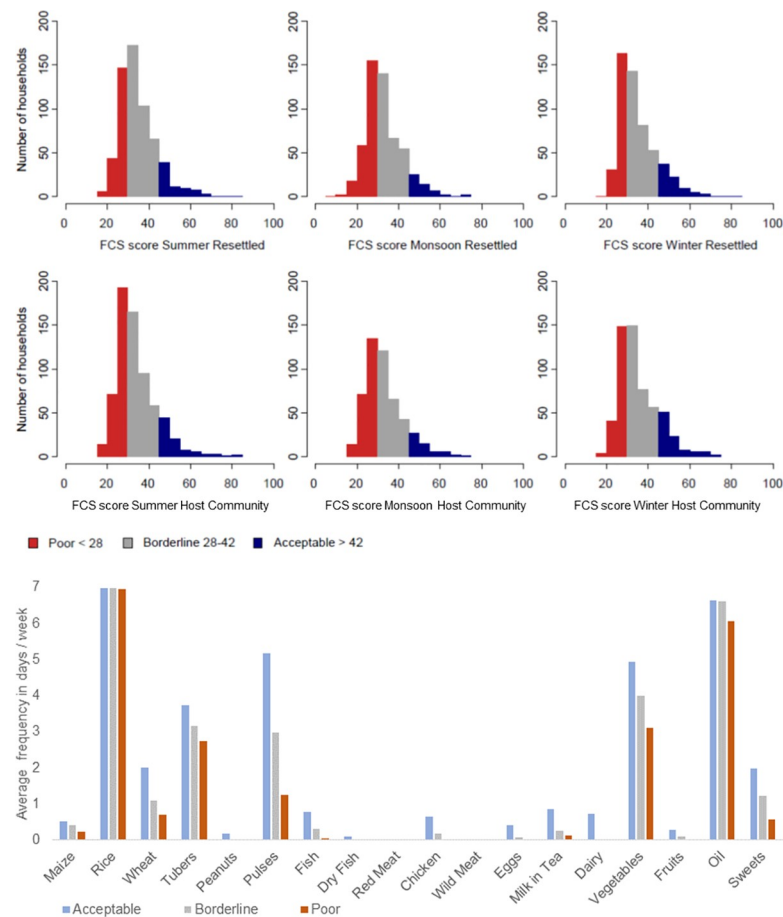 Number of households
0 50 100 150 200
0 20 40 60 80 100
FCS score Summer Resettled
0 50 100 150 200
0 20 40 60 80 100
FCS score Monsoon Resettled
0 50 100 150 200
0 20 40 60 80 100
FCS score Winter Resettled
Number of households
0 50 100 150 200
0 20 40 60 80 100
FCS score Summer Host Community
0 50 100 150 200
0 20 40 60 80 100
FCS score Monsoon Host Community
0 50 100 150 200
0 20 40 60 80 100
FCS score Winter Host Community
Poor < 28 Borderline 28-42 Acceptable > 42
Average frequency in days / week
7
6
5
4
3
2
1
0
Maize Rice Wheat Tubers Peanuts Pulses Fish Dry Fish Red Meat Chicken Wild Meat Eggs Milk in Tea Dairy Vegetables Fruits Oil Sweets
Acceptable Borderline Poor